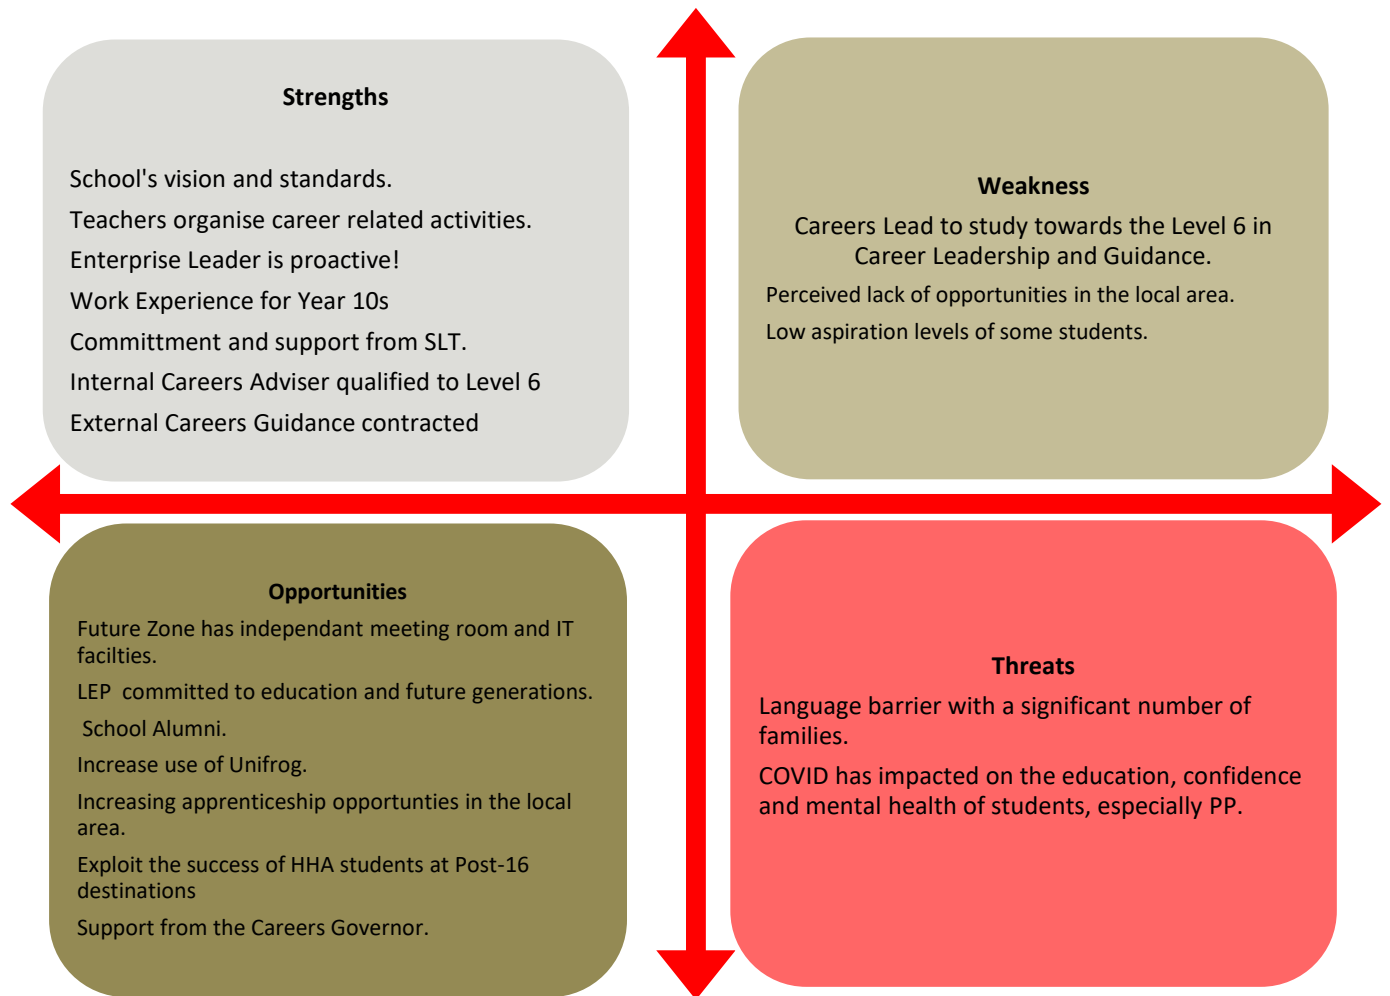 Strengths
School's vision and standards.
Teachers organise career related activities.
Enterprise Leader is proactive!
Work Experience for Year 10s
Committment and support from SLT.
Internal Careers Adviser qualified to Level 6
External Careers Guidance contracted
Weakness
Careers Lead to study towards the Level 6 in
Career Leadership and Guidance.
Perceived lack of opportunities in the local area.
Low aspiration levels of some students.
Opportunities
Future Zone has independant meeting room and IT
facilties.
LEP committed to education and future generations.
School Alumni.
Increase use of Unifrog.
Increasing apprenticeship opportunties in the local
area.
Exploit the success of HHA students at Post-16
destinations
Support from the Careers Governor.
Threats
Language barrier with a significant number of
families.
COVID has impacted on the education, confidence
and mental health of students, especially PP.